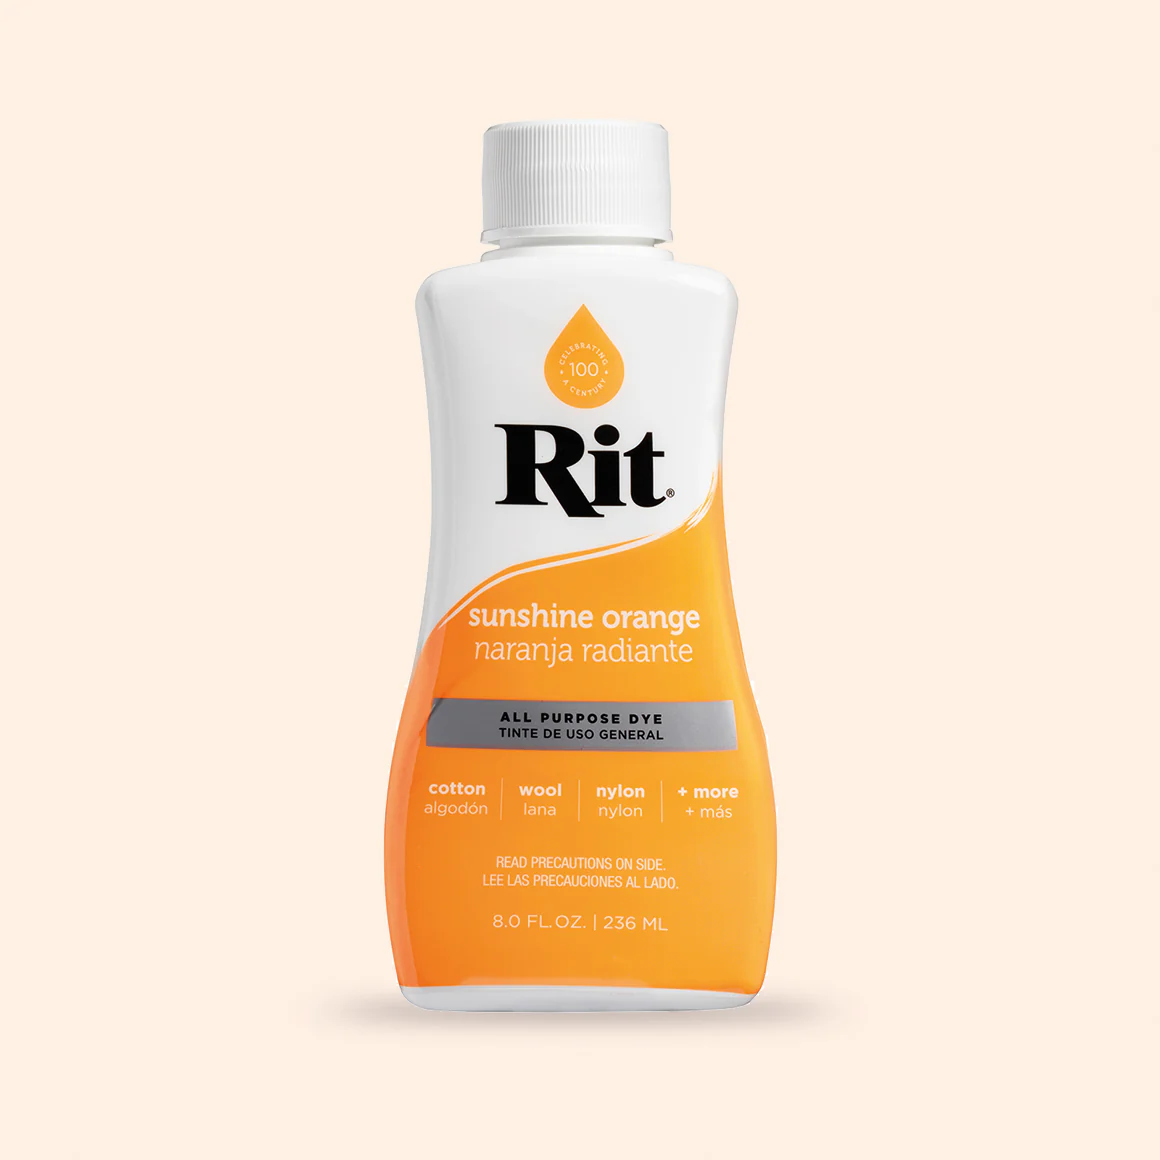 CELEBRATING
100
A CENTURY
Rit®
sunshine orange
naranja radiante
ALL PURPOSE DYE
TINTE DE USO GENERAL
cotton | wool | nylon | + more
algodón | lana | nylon | + más
READ PRECAUTIONS ON SIDE.
LEE LAS PRECAUCIONES AL LADO.
8.0 FL. OZ. | 236 ML